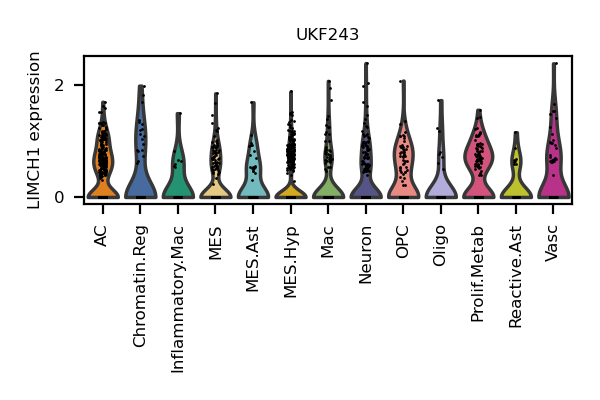 UKF243
LIMCH1 expression
2
0
AC
Chromatin.Reg
Inflammatory.Mac
MES
MES.Ast
MES.Hyp
Mac
Neuron
OPC
Oligo
Prolif.Metab
Reactive.Ast
Vasc